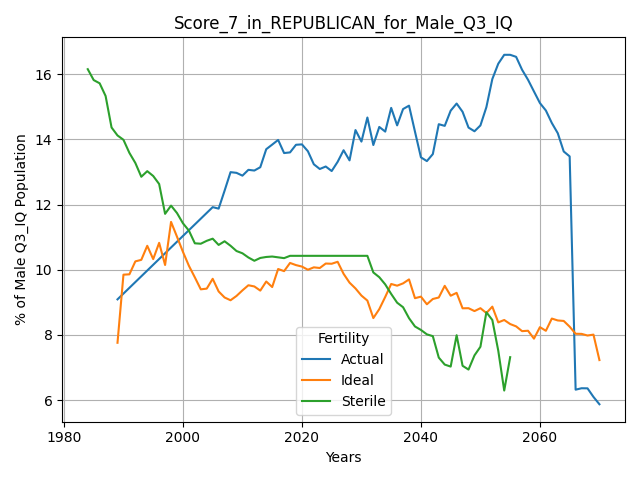 Score_7_in_REPUBLICAN_for_Male_Q3_IQ
% of Male Q3_IQ Population
16
14
12
10
8
6
1980
2000
2020
2040
2060
Years
Fertility
Actual
Ideal
Sterile